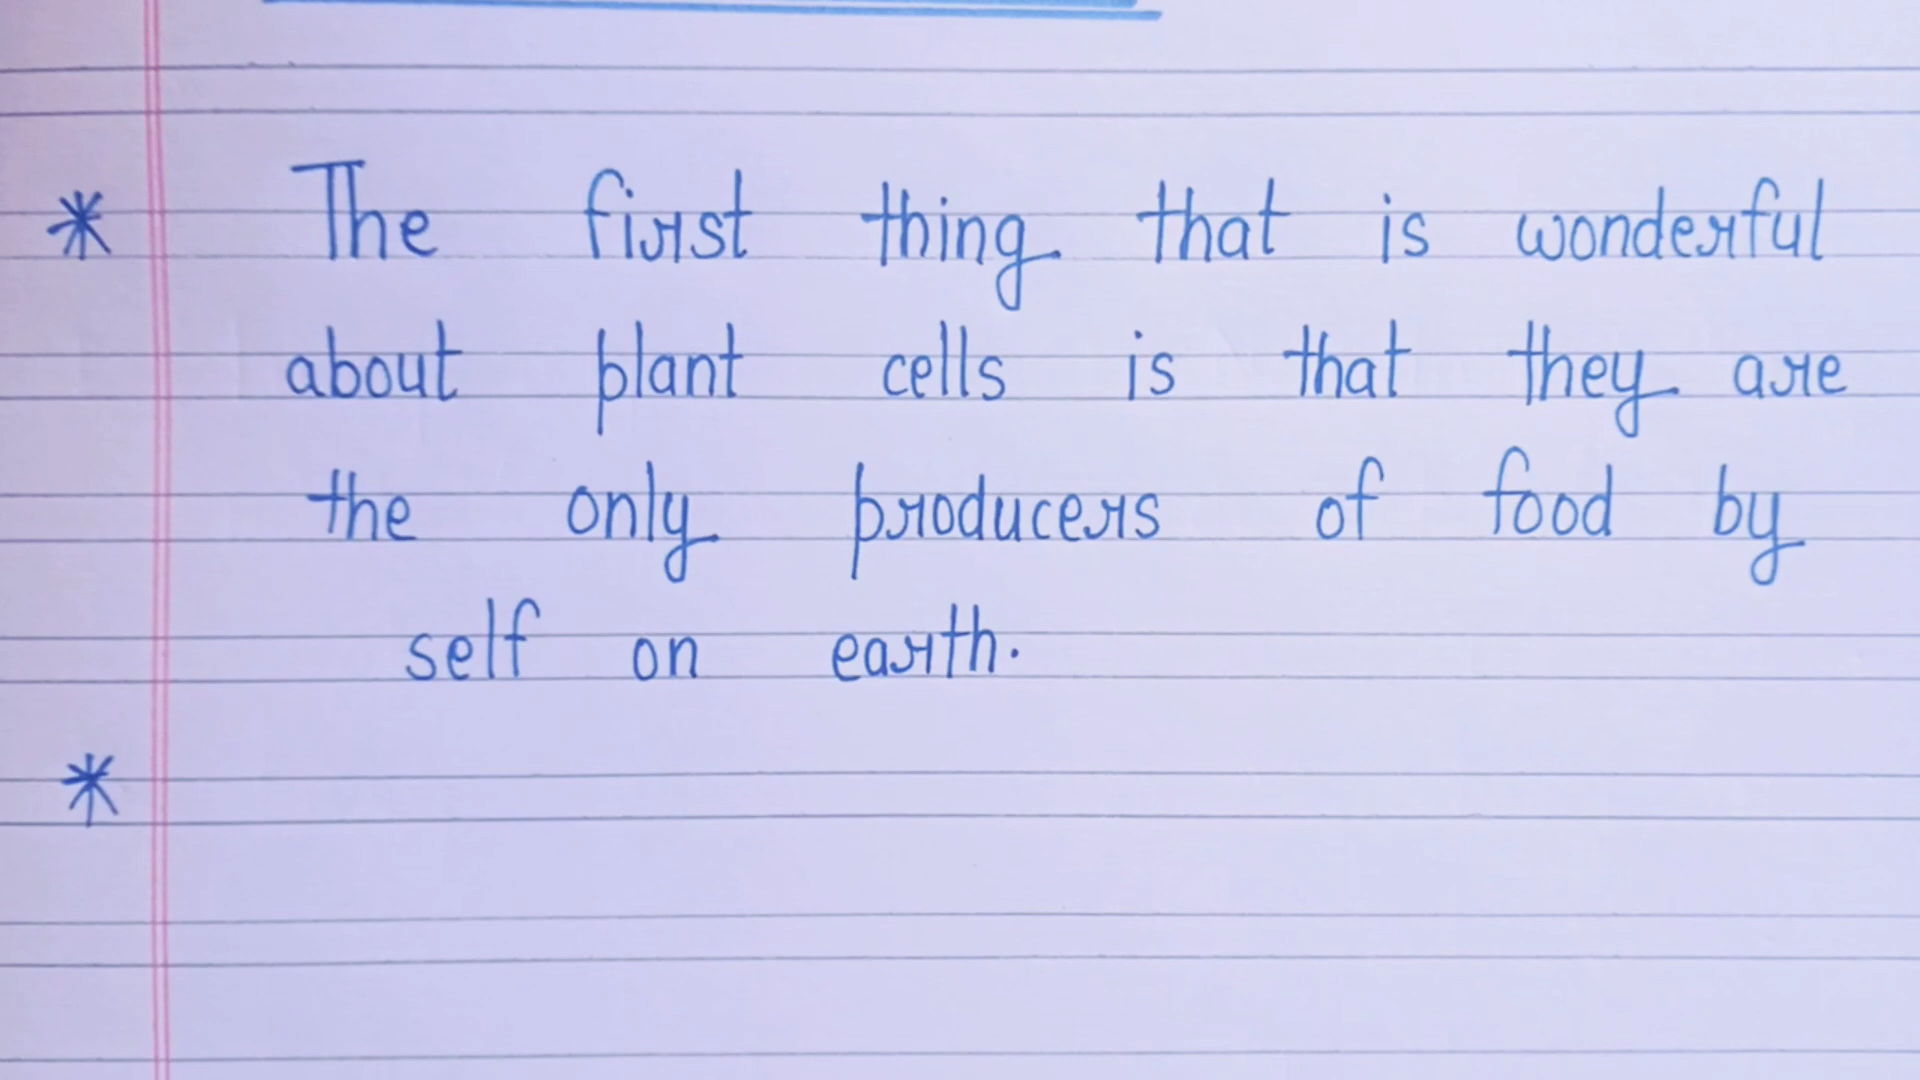 * The first thing that is wonderful
about plant cells is that they are
the only producers of food by
self on earth.
*